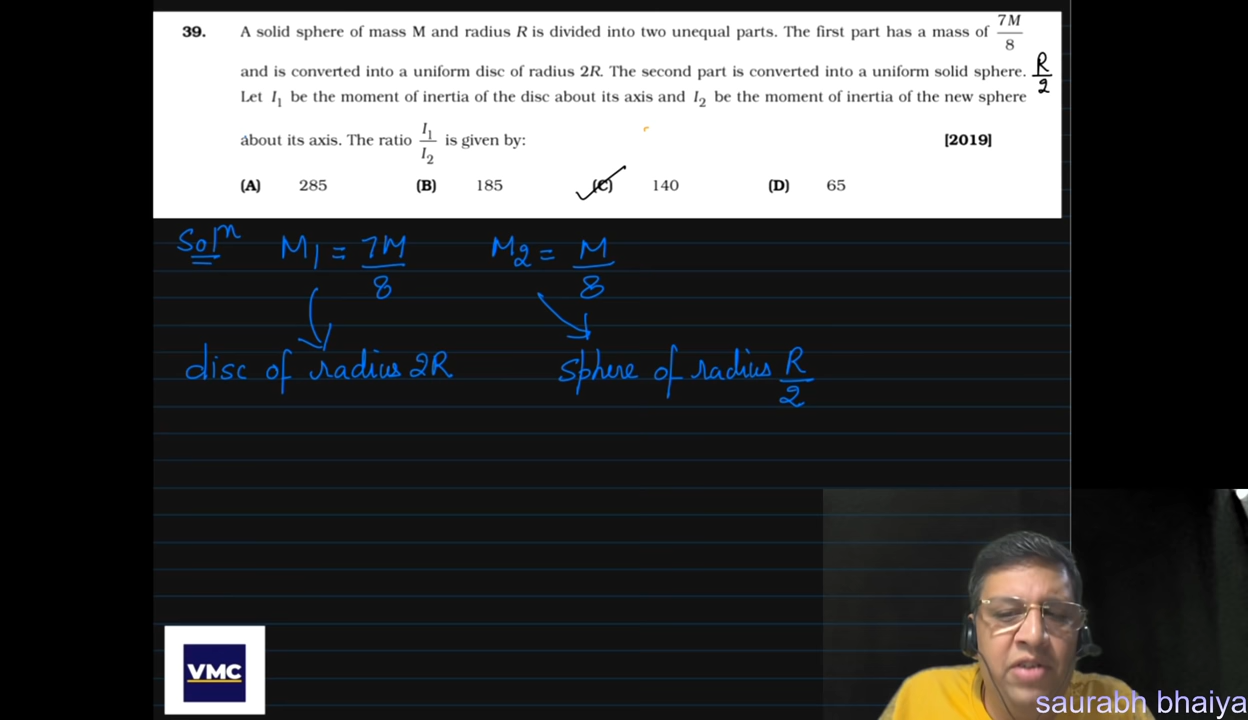 39. A solid sphere of mass M and radius R is divided into two unequal parts. The first part has a mass of 7M/8
and is converted into a uniform disc of radius 2R. The second part is converted into a uniform solid sphere. R/2
Let I₁ be the moment of inertia of the disc about its axis and I₂ be the moment of inertia of the new sphere
about its axis. The ratio I₁/I₂ is given by: [2019]
(A) 285 (B) 185 (C) 140 (D) 65
Solⁿ M₁ = 7M/8 M₂ = M/8
disc of radius 2R sphere of radius R/2
VMC
saurabh bhaiya